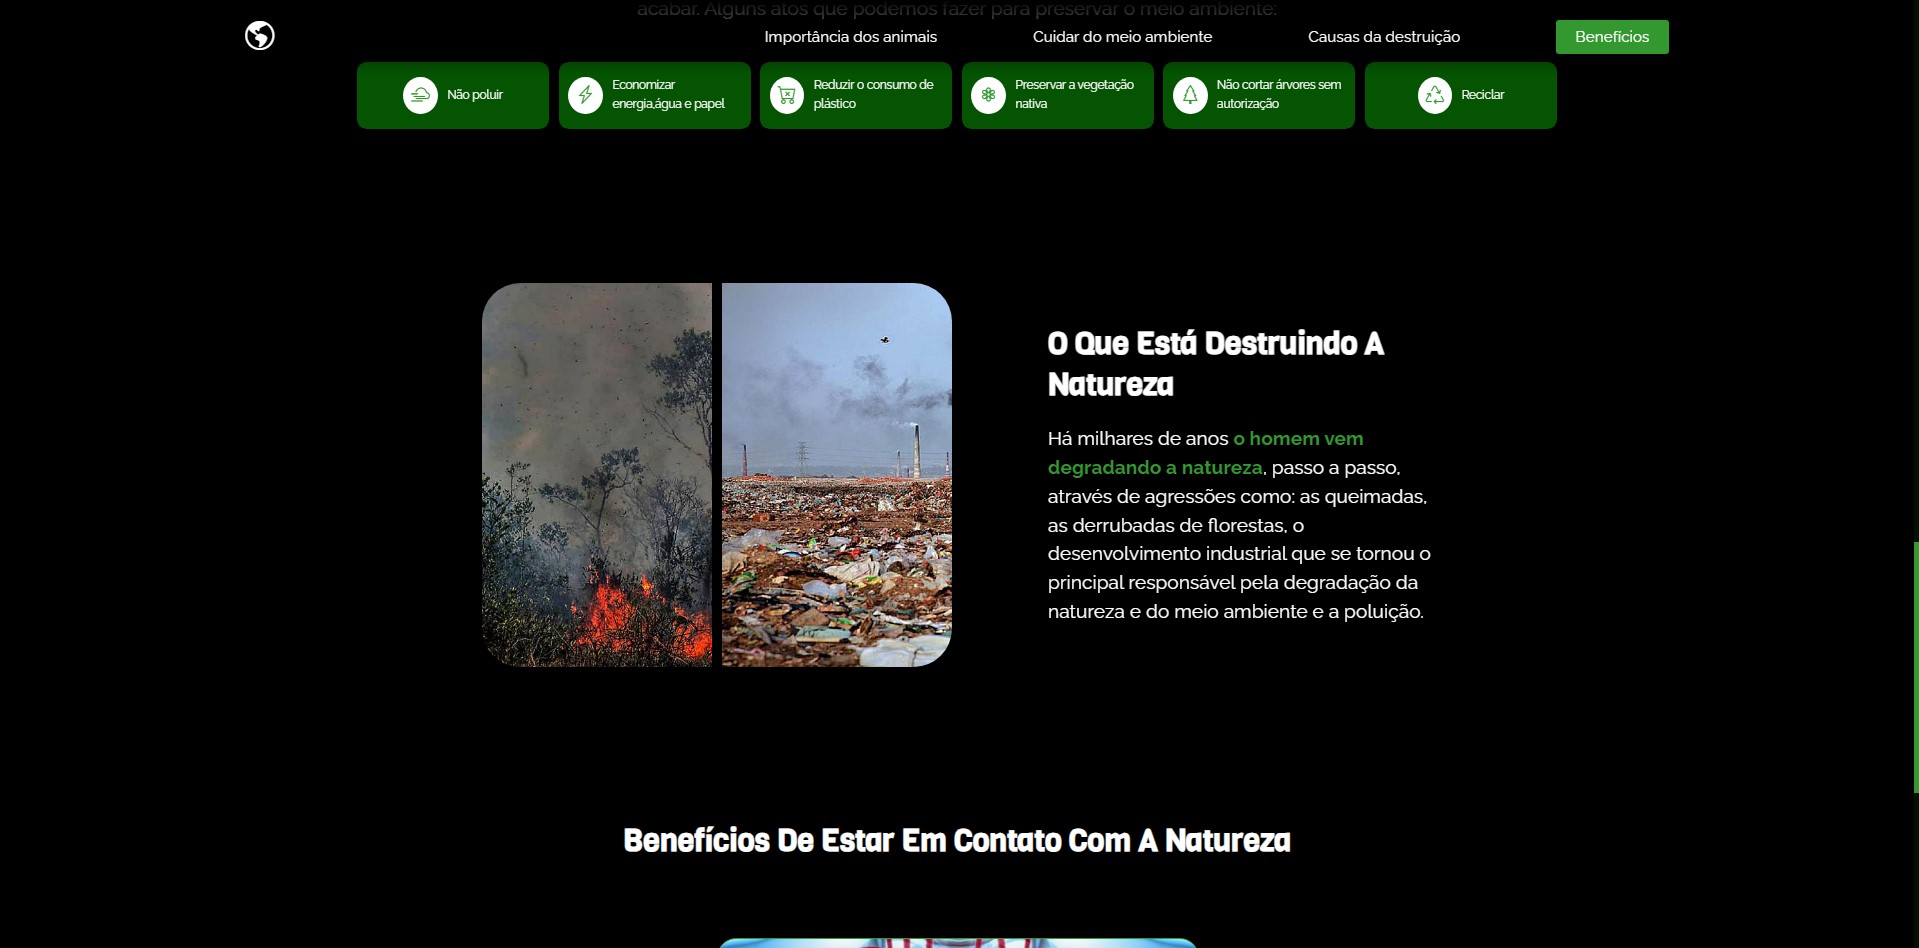 acabar. Alguns atos que podemos fazer para preservar o meio ambiente:
Importância dos animais
Cuidar do meio ambiente
Causas da destruição
Benefícios
Não poluir
Economizar
energia,água e papel
Reduzir o consumo de
plástico
Preservar a vegetação
nativa
Não cortar árvores sem
autorização
Reciclar
O Que Está Destruindo A
Natureza
Há milhares de anos o homem vem
degradando a natureza, passo a passo,
através de agressões como: as queimadas,
as derrubadas de florestas, o
desenvolvimento industrial que se tornou o
principal responsável pela degradação da
natureza e do meio ambiente e a poluição.
Benefícios De Estar Em Contato Com A Natureza